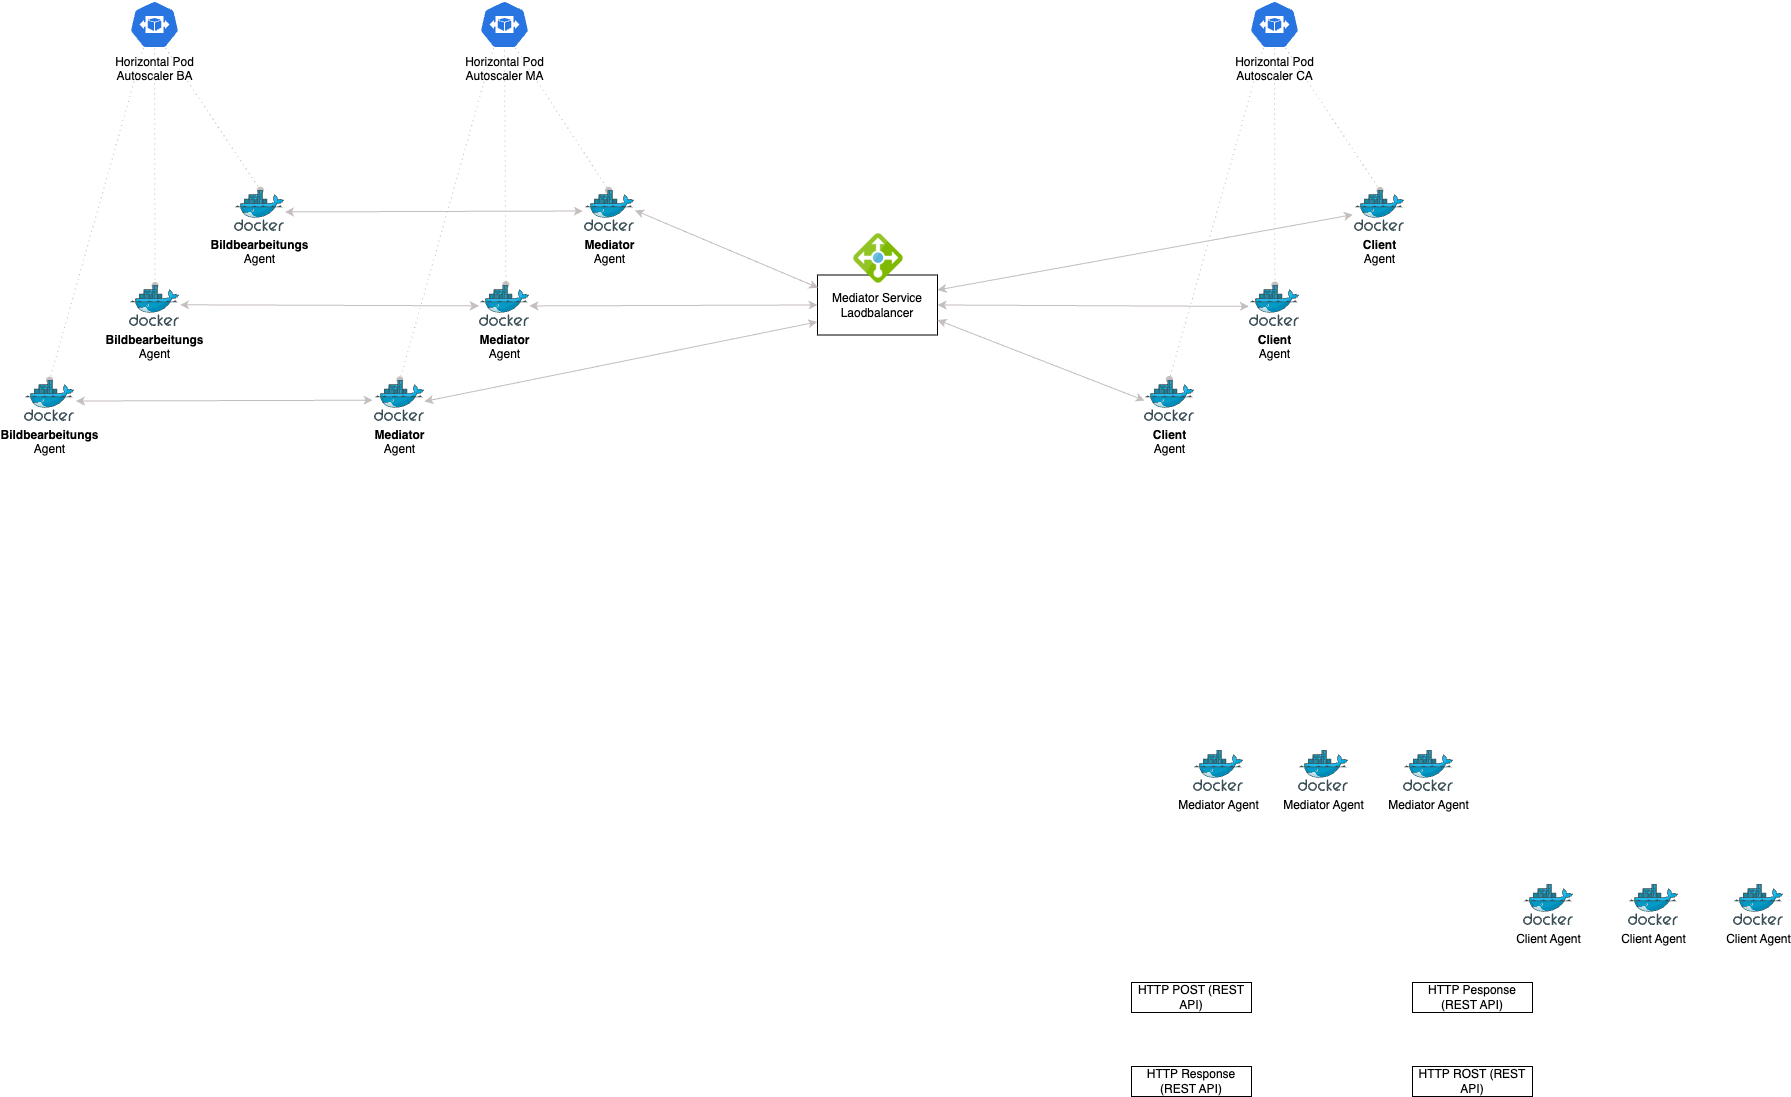 Horizontal Pod
Autoscaler BA
Horizontal Pod
Autoscaler MA
Horizontal Pod
Autoscaler CA
docker
Bildbearbeitungs
Agent
docker
Mediator
Agent
docker
Client
Agent
Mediator Service
Laodbalancer
docker
Bildbearbeitungs
Agent
docker
Mediator
Agent
docker
Client
Agent
docker
Bildbearbeitungs
Agent
docker
Mediator
Agent
docker
Client
Agent
docker
Mediator Agent
docker
Mediator Agent
docker
Mediator Agent
docker
Client Agent
docker
Client Agent
docker
Client Agent
HTTP POST (REST
API)
HTTP Pesponse
(REST API)
HTTP Response
(REST API)
HTTP ROST (REST
API)